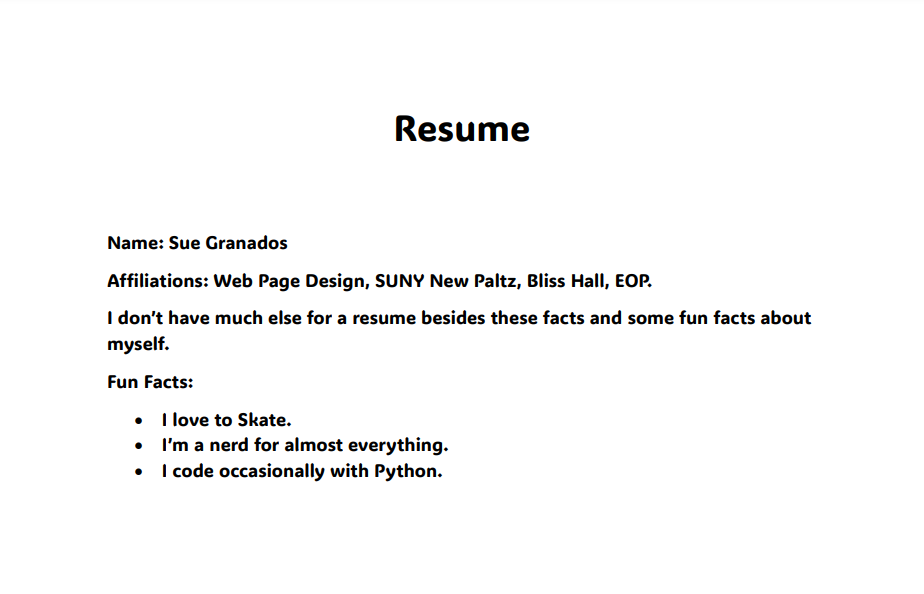 Resume
Name: Sue Granados
Affiliations: Web Page Design, SUNY New Paltz, Bliss Hall, EOP.
I don’t have much else for a resume besides these facts and some fun facts about
myself.
Fun Facts:
• I love to Skate.
• I’m a nerd for almost everything.
• I code occasionally with Python.